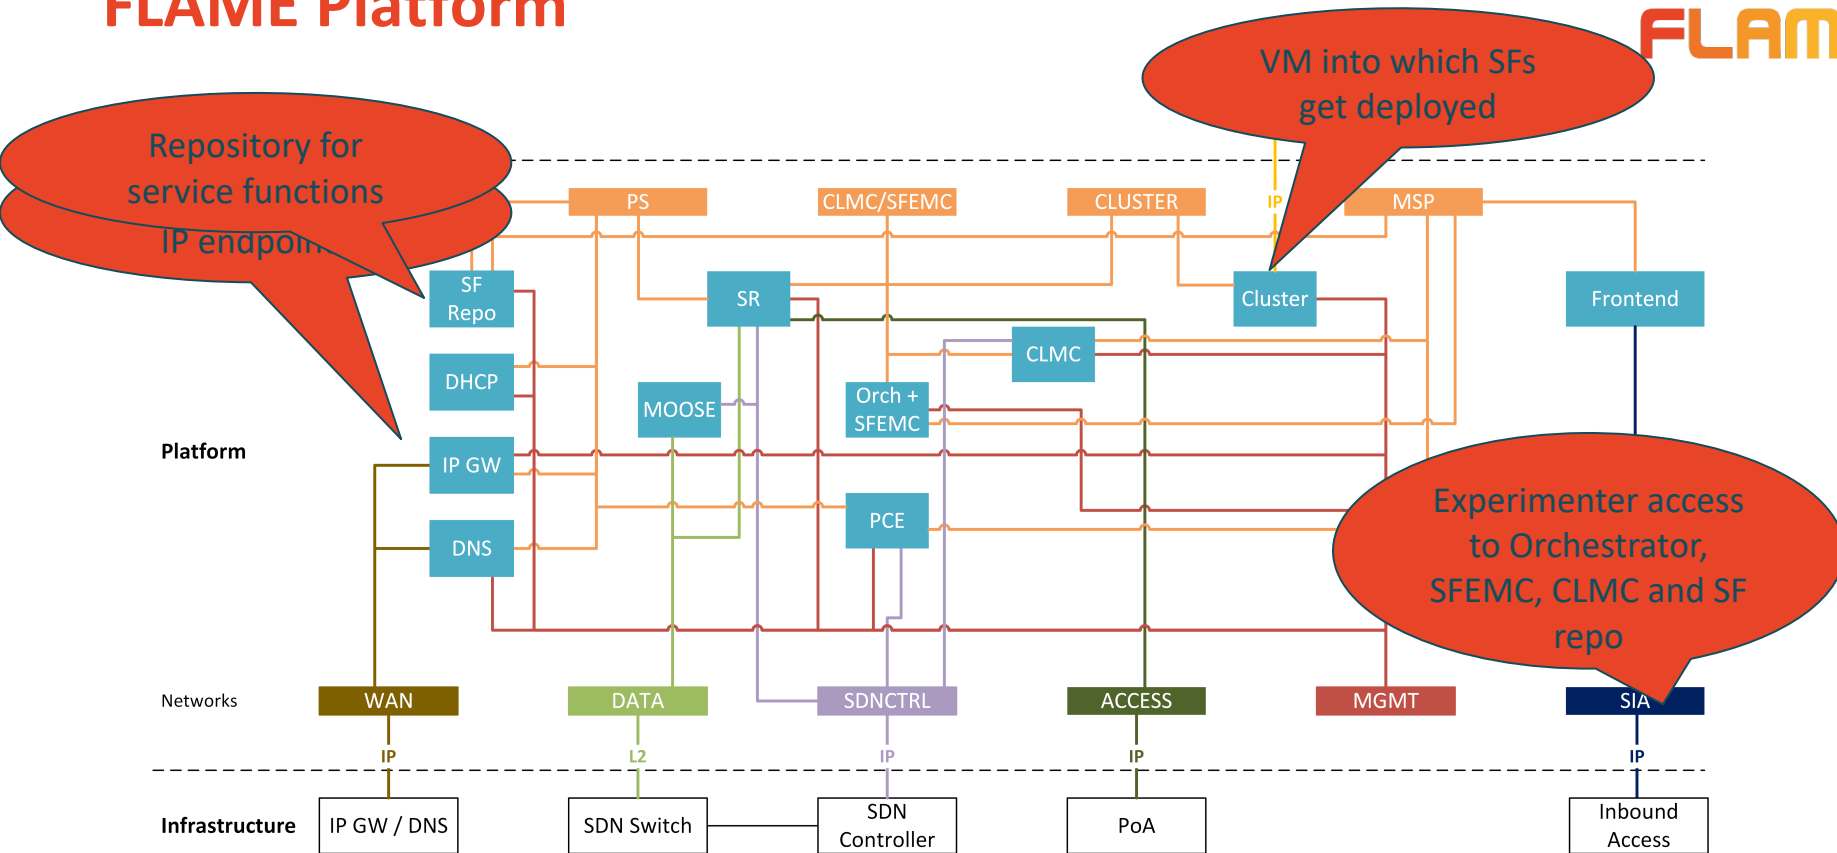 FLAME Platform
FLAM
VM into which SFs
get deployed
Repository for
service functions
IP
PS
CLMC/SFEMC
CLUSTER
IP
MSP
SF
Repo
SR
Cluster
Frontend
DHCP
MOOSE
Orch +
SFEMC
CLMC
Platform
IP GW
PCE
DNS
Experimenter access
to Orchestrator,
SFEMC, CLMC and SF
repo
Networks
WAN
DATA
SDNCTRL
ACCESS
MGMT
SIA
IP
L2
IP
IP
IP
Infrastructure
IP GW / DNS
SDN Switch
SDN
Controller
PoA
Inbound
Access